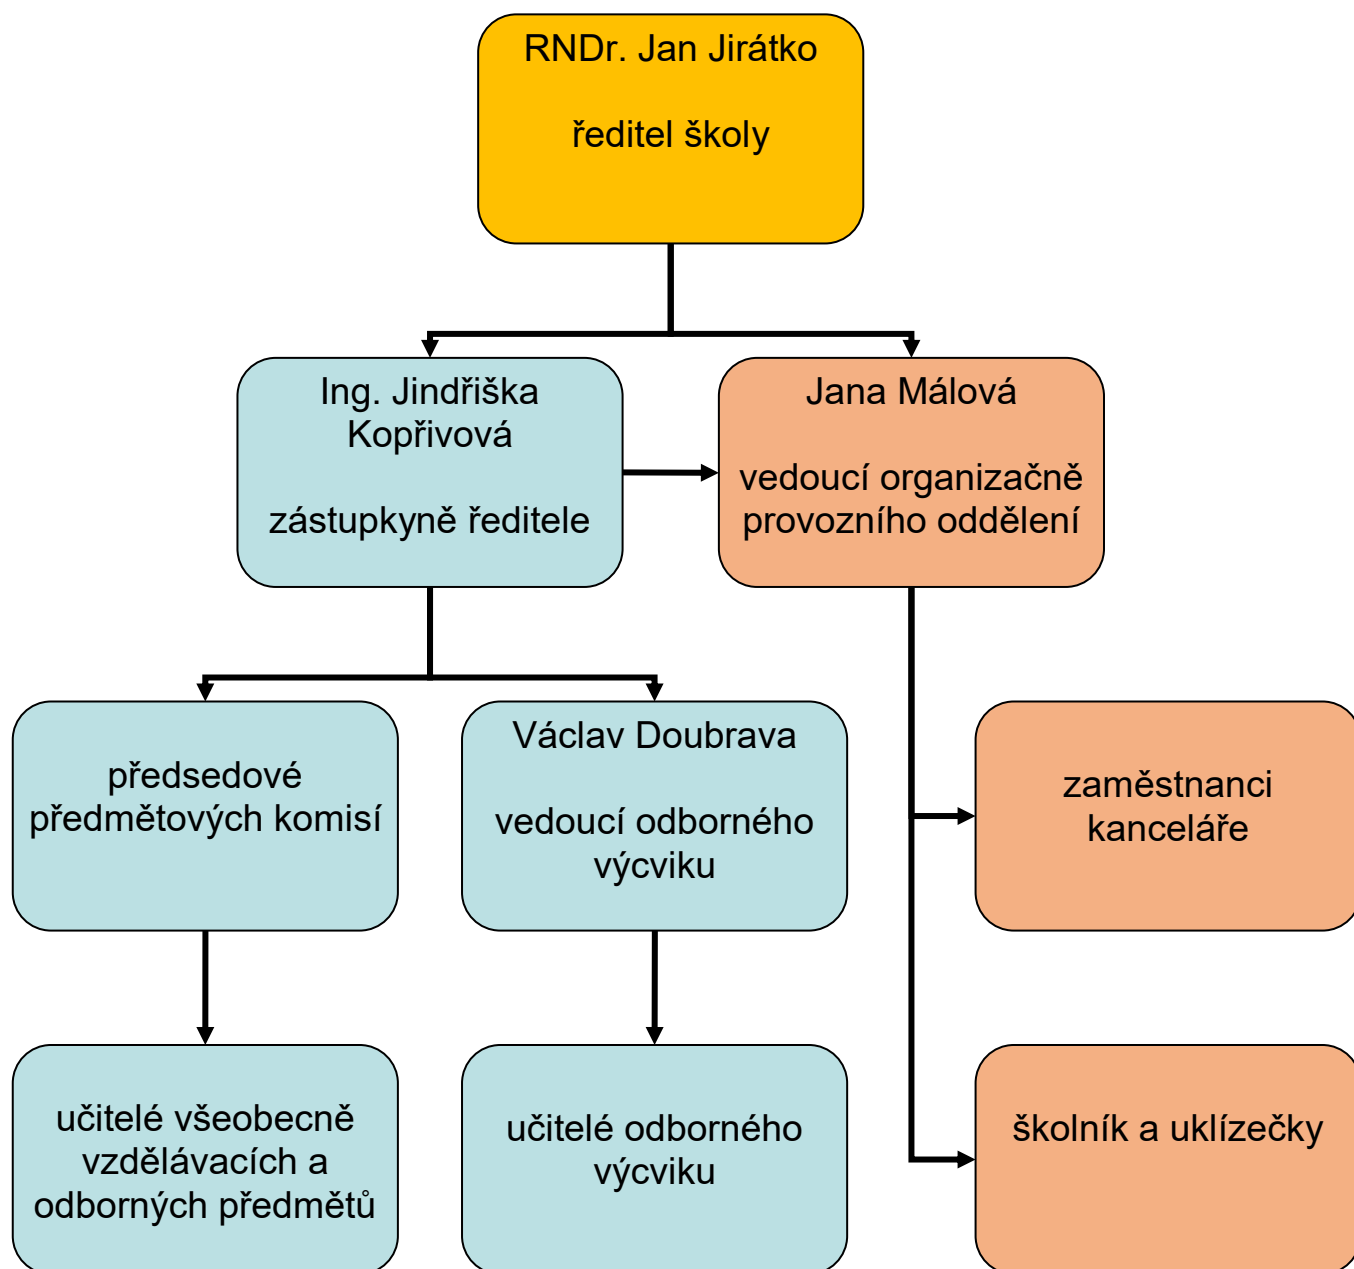 RNDr. Jan Jirátko
ředitel školy
Ing. Jindřiška
Kopřivová
zástupkyně ředitele
Jana Málová
vedoucí organizačně
provozního oddělení
předsedové
předmětových komisí
Václav Doubrava
vedoucí odborného
výcviku
zaměstnanci
kanceláře
učitelé všeobecně
vzdělávacích a
odborných předmětů
učitelé odborného
výcviku
školník a uklízečky